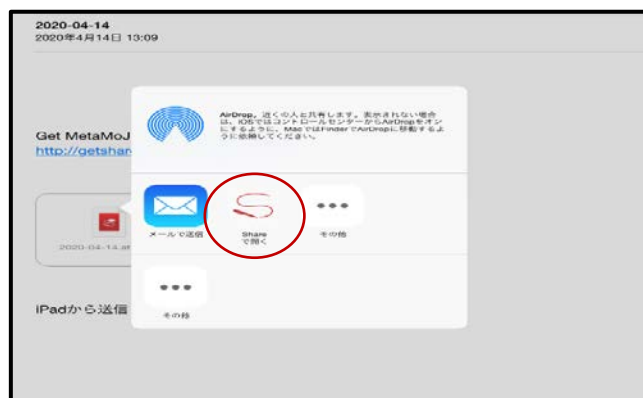 2020-04-14
2020年4月14日 13:09
AirDrop。近くの人と共有します。表示されない場合
は、iOSではコントロールセンターからAirDropをオン
にするように、MacではFinderでAirDropに移動するよ
うに依頼してください。
Get MetaMoJ
http://getshar
メールで送信
Share
で開く
その他
2020-04-14.at
iPadから送信
その他